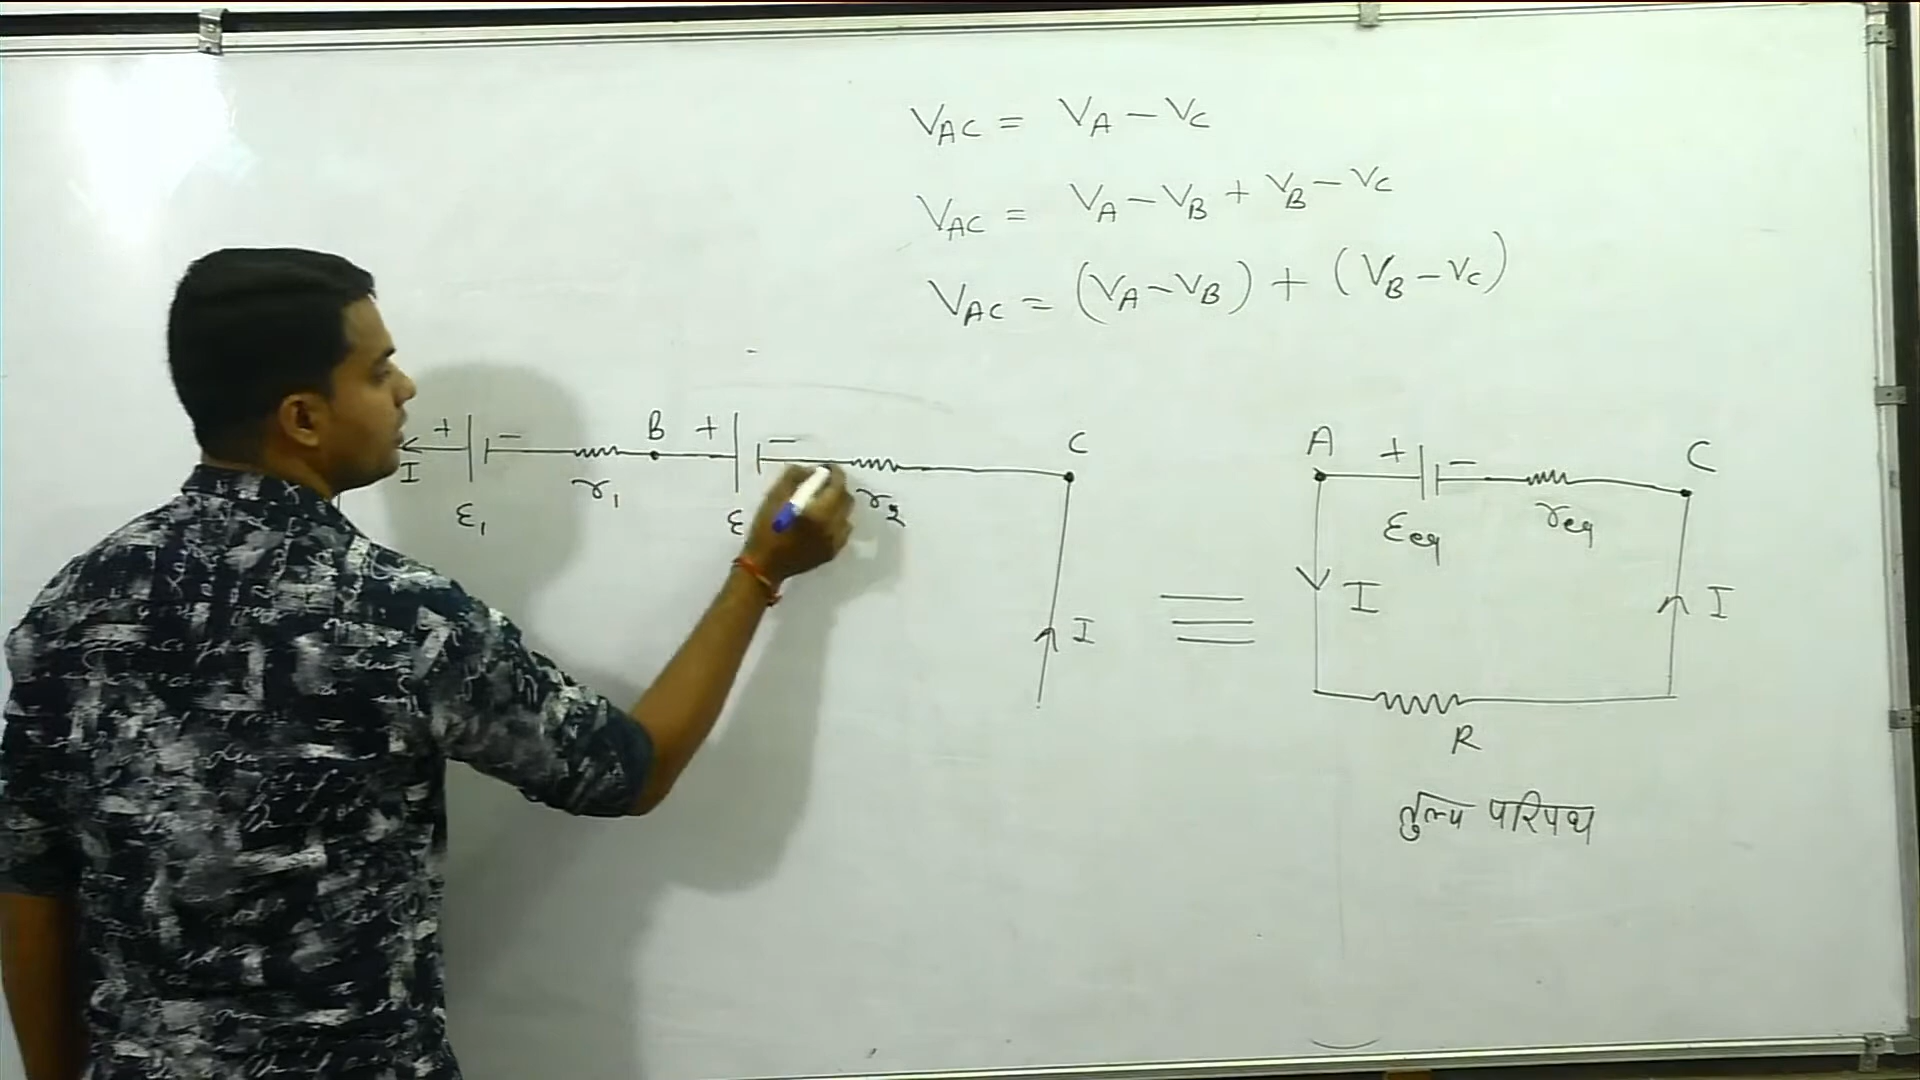 V_AC = V_A - V_C
V_AC = V_A - V_B + V_B - V_C
V_AC = (V_A - V_B) + (V_B - V_C)
I + - B + - C
ε₁ r₁ ε r₂
I
A + - C
ε_eq r_eq
I I
R
तुल्य परिपथ